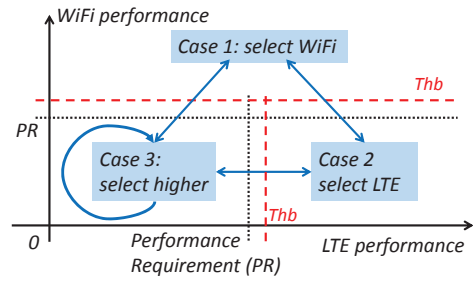 WiFi performance
Case 1: select WiFi
Thb
PR
Case 3:
select higher
Case 2
select LTE
Thb
0
Performance
Requirement (PR)
LTE performance